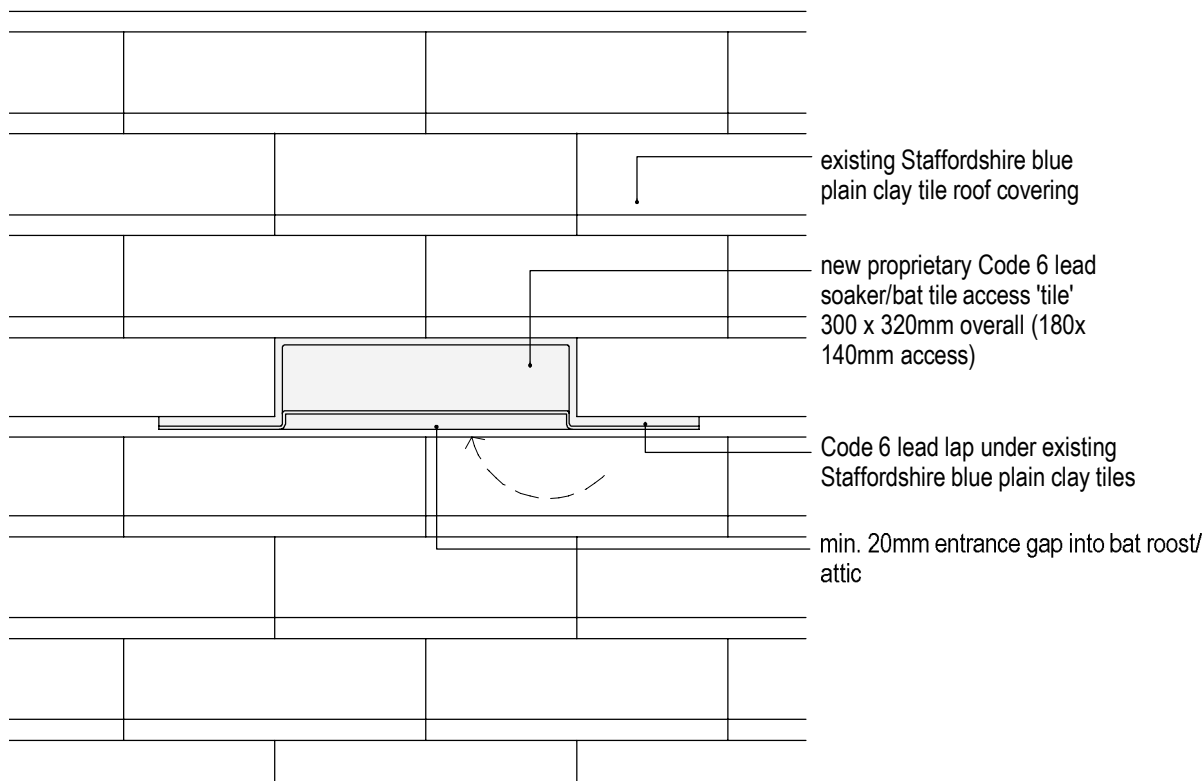 existing Staffordshire blue
plain clay tile roof covering
new proprietary Code 6 lead
soaker/bat tile access 'tile'
300 x 320mm overall (180x
140mm access)
Code 6 lead lap under existing
Staffordshire blue plain clay tiles
min. 20mm entrance gap into bat roost/
attic